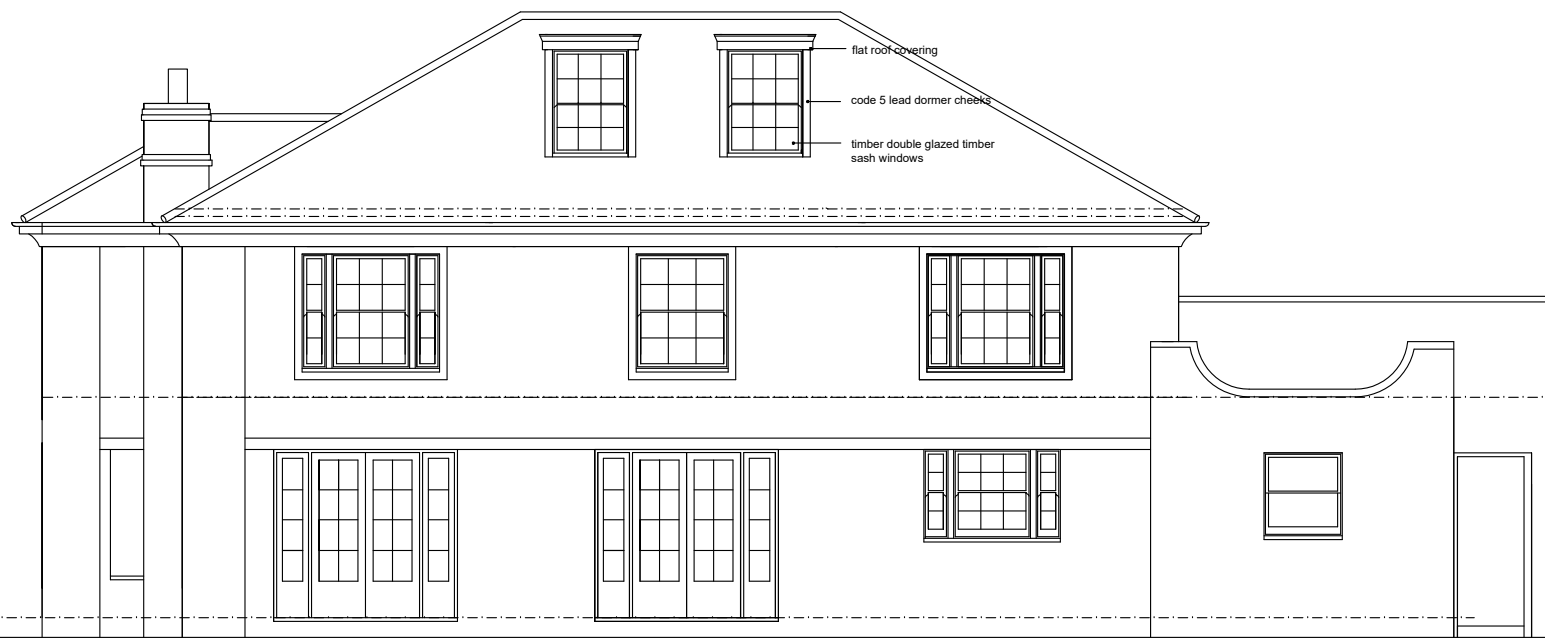 flat roof covering
code 5 lead dormer cheeks
timber double glazed timber
sash windows